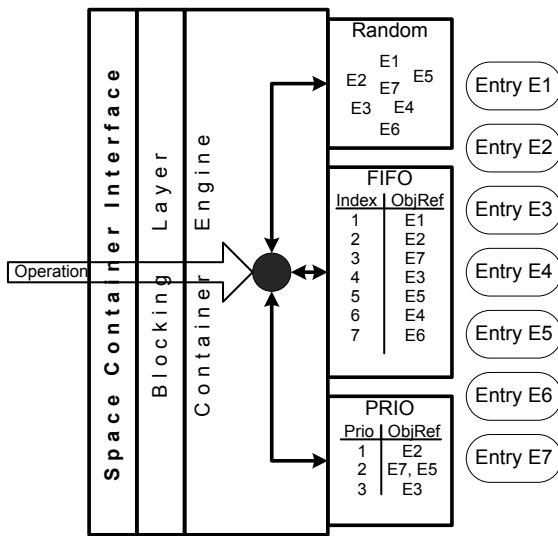 Space Container Interface
Blocking Layer
Container Engine
Operation
Random
E1
E2
E7
E5
E3
E4
E6
FIFO
Index ObjRef
1 E1
2 E2
3 E7
4 E3
5 E5
6 E4
7 E6
PRIO
Prio ObjRef
1 E2
2 E7, E5
3 E3
Entry E1
Entry E2
Entry E3
Entry E4
Entry E5
Entry E6
Entry E7